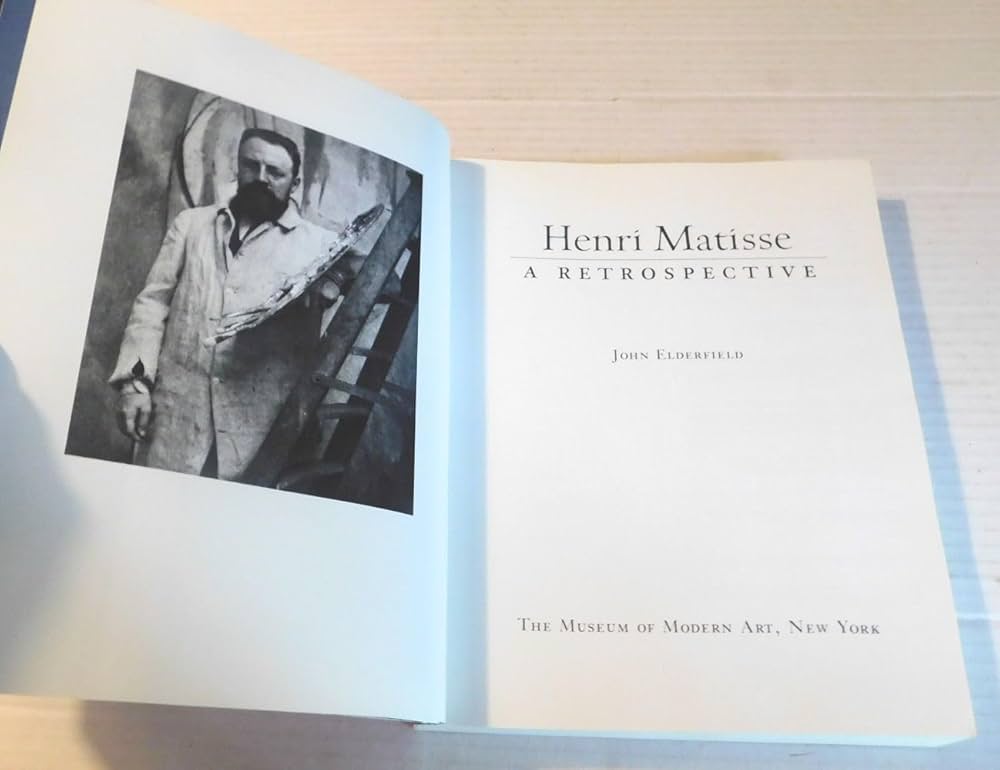 Henri Matisse
A RETROSPECTIVE
John Elderfield
The Museum of Modern Art, New York